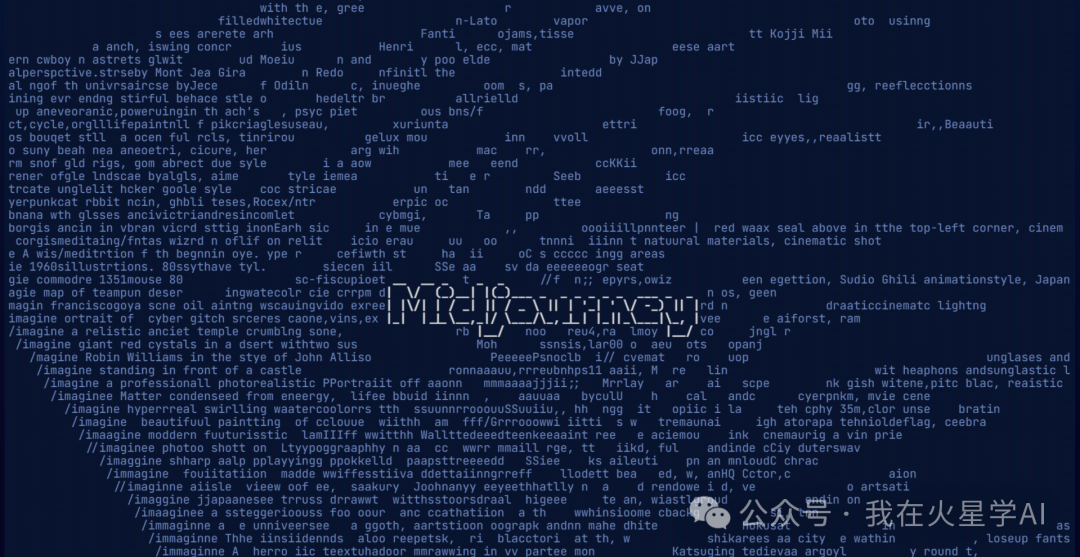 with th e, gree r avve, on
filledwhitectue n-Lato vapor oto usinng
s ees arerete arh Fanti ojams,tisse tt Kojji Mii
a anch, iswing concr ius Henri l, ecc, mat eese aart
ern cwboy n astrets glwit ud Moeiu n and y poo elde by JJap
alperspctive.strseby Mont Jea Gira n Redo nfinitl the intedd
al ngof th univrsaircse byJece f Odiln c, inueghe oom s, pa gg, reeflecctionns
ining evr endng stirful behace stle o hedeltr br allrielld iistiic lig
up aneveoranic,poweruingin th ach's , psyc piet ous bns/f foog, r
ct,cycle,orglllifepaintnll f pikcriaglesuseau, xuriunta ettri ir,,Beaauti
os bouqet stll a ocen ful rcls, tinrirou gelux mou inn vvoll icc eyyes,,reaalistt
o suny beah nea aneoetri, cicure, her arg wih mac rr, onn,rreaa
rm snof gld rigs, gom abrect due syle i a aow mee eend ccKKii
rener ofgle lndscae byalgls, aime tyle iemea ti e r Seeb icc
trcate unglelit hcker goole syle coc stricae un tan ndd aeeesst
yerpunkcat rbbit ncin, ghbli teses,Rocex/ntr erpic oc ttee
bnana wth glsses ancivictriandresincomlet cybmgi, Ta pp ng
borgis ancin in vbran vicrd sttig inonEarh sic in e mue ,, oooiiillpnnteer | red waax seal above in tthe top-left corner, cinem
corgismeditaing/fntas wizrd n oflif on relit icio erau uu oo tnnni iiinn t natuural materials, cinematic shot
e A wis/meditrtion f th begnnin oye. ype r cefiwth st ha ii oC s ccccc ingg areas
ie 1960sillustrtions. 80ssythave tyl. siecen iil SSe aa sv da eeeeeeogr seat
gie commodre 1351mouse 80 sc-fiscupioet t //f n;; epyrs,owiz een egettion, Sudio Ghili animationstyle, Japan
agie map of teampun deser ingwatecolr cie crrpm n os, geen
magin franciscogoya scne oil aintng wscauingvido exree rd n draaticcinematc lightng
imagine ortrait of cyber gitch srceres caone,vins,ex vee e aiforst, ram
Midjourney
/imagine a relistic anciet temple crumblng sone, rb noo reu4,ra lmoy co jngl r
/imagine giant red cystals in a dsert withtwo sus Moh ssnsis,lar00 o aeu ots opanj
/magine Robin Williams in the stye of John Alliso PeeeeePsnoclb i// cvemat ro uop unglasses and
/imagine standing in front of a castle ronnaaauu,rrreubnhps11 aaii, M re lin wit heaphons andsunglastic l
/imagine a professionall photorealistic PPortraiit off aaonn mmmaaaajjjii;; Mrrlay ar ai scpe nk gish witene,pitc blac, reaistic
/imaginee Matter condenseed from eneergy, lifee bbuid iinnn , aauuaa byculU h cal andc cyerpnkm, mvie cene
/imagine hyperrreal swirlling waatercoolorrs tth ssuunnrrooouuSSuuiiu,, hh ngg it opiic i la teh cphy 35m,clor unse bratin
/imagine beautifuul paintting of cclouue wiithh am fff/Grrrooowwi iitti s w tremaunai igh atorapa tehnioldeflag, ceebra
/imaagine moddern fuuturisstic lamIIIff wwitthh Wallttedeeedteenkeeaaint ree e aciemou ink cnemaurig a vin prie
//imaginee photoo shott on Ltyypoggraapphy n aa cc wwrr mmaill rge, tt iikd, ful andinde cCiy duterswav
/imaggine shharp aalp pplayyingg ppokkelld paapsttreeeedd SSiee ks aileuti pn an mnloudC chrac
/immagine fouiitatiion madde wwiffesstiiva ddettaiinngrreff llodett bea ed, w, anHQ Cctor,c aion
//imaginne aiisle vieew oof ee, saakury Joohnanyy eeyeethhatlly n a d rendowe i d, ve o artsati
/imaggine jjapaanesee trruss drrawwt witthsstoorsdraal higeee te an, endin on
/imaaginee a sstegger­ioouss foo oour anc ccathatiion a th wwhinsioome cbackn
/immaginne a e unniveerseee a ggoth, aartstioon oograpk andnn mahe dhite hokusat in as
/imaginne Thhe iinsiiidennds aloo reepetsk, ri blacctori at th, w shikarees aa city e wathin , loseup fants
/immaginee A herro iic teextuhadoor mmrawwing in vv partee mon Katsuging tedievaa argoyl y round t,
公众号 · 我在火星学AI